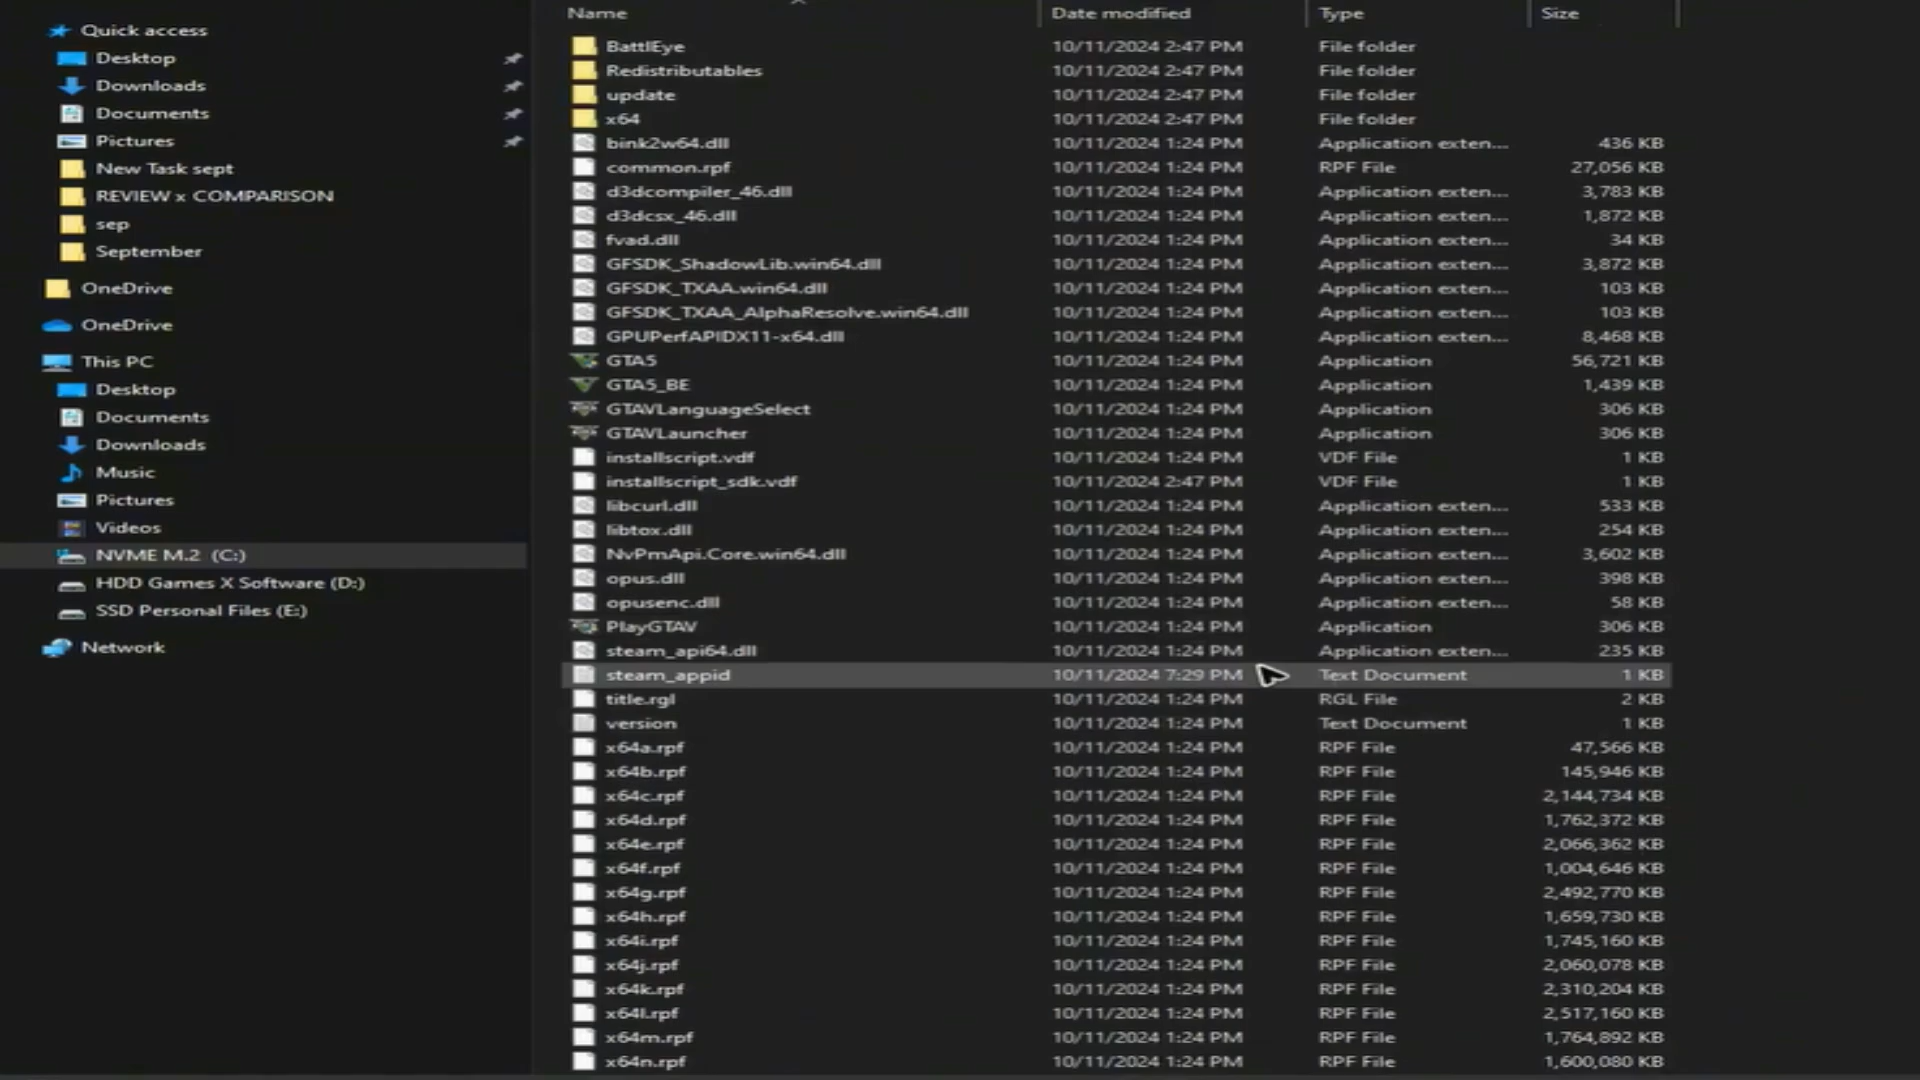 Quick access
Desktop
Downloads
Documents
Pictures
New Task sept
REVIEW x COMPARISON
sep
September
OneDrive
OneDrive
This PC
Desktop
Documents
Downloads
Music
Pictures
Videos
NVME M.2 (C:)
HDD Games X Software (D:)
SSD Personal Files (E:)
Network
Name Date modified Type Size
BattlEye 10/11/2024 2:47 PM File folder
Redistributables 10/11/2024 2:47 PM File folder
update 10/11/2024 2:47 PM File folder
x64 10/11/2024 2:47 PM File folder
bink2w64.dll 10/11/2024 1:24 PM Application exten... 436 KB
common.rpf 10/11/2024 1:24 PM RPF File 27,056 KB
d3dcompiler_46.dll 10/11/2024 1:24 PM Application exten... 3,783 KB
d3dcsx_46.dll 10/11/2024 1:24 PM Application exten... 1,872 KB
fvad.dll 10/11/2024 1:24 PM Application exten... 34 KB
GFSDK_ShadowLib.win64.dll 10/11/2024 1:24 PM Application exten... 3,872 KB
GFSDK_TXAA.win64.dll 10/11/2024 1:24 PM Application exten... 103 KB
GFSDK_TXAA_AlphaResolve.win64.dll 10/11/2024 1:24 PM Application exten... 103 KB
GPUPerfAPIDX11-x64.dll 10/11/2024 1:24 PM Application exten... 8,468 KB
GTA5 10/11/2024 1:24 PM Application 56,721 KB
GTA5_BE 10/11/2024 1:24 PM Application 1,439 KB
GTAVLanguageSelect 10/11/2024 1:24 PM Application 306 KB
GTAVLauncher 10/11/2024 1:24 PM Application 306 KB
installscript.vdf 10/11/2024 1:24 PM VDF File 1 KB
installscript_sdk.vdf 10/11/2024 2:47 PM VDF File 1 KB
libcurl.dll 10/11/2024 1:24 PM Application exten... 533 KB
libtox.dll 10/11/2024 1:24 PM Application exten... 254 KB
NvPmApi.Core.win64.dll 10/11/2024 1:24 PM Application exten... 3,602 KB
opus.dll 10/11/2024 1:24 PM Application exten... 398 KB
opusenc.dll 10/11/2024 1:24 PM Application exten... 58 KB
PlayGTAV 10/11/2024 1:24 PM Application 306 KB
steam_api64.dll 10/11/2024 1:24 PM Application exten... 235 KB
steam_appid 10/11/2024 7:29 PM Text Document 1 KB
title.rgl 10/11/2024 1:24 PM RGL File 2 KB
version 10/11/2024 1:24 PM Text Document 1 KB
x64a.rpf 10/11/2024 1:24 PM RPF File 47,566 KB
x64b.rpf 10/11/2024 1:24 PM RPF File 145,946 KB
x64c.rpf 10/11/2024 1:24 PM RPF File 2,144,734 KB
x64d.rpf 10/11/2024 1:24 PM RPF File 1,762,372 KB
x64e.rpf 10/11/2024 1:24 PM RPF File 2,066,362 KB
x64f.rpf 10/11/2024 1:24 PM RPF File 1,004,646 KB
x64g.rpf 10/11/2024 1:24 PM RPF File 2,492,770 KB
x64h.rpf 10/11/2024 1:24 PM RPF File 1,659,730 KB
x64i.rpf 10/11/2024 1:24 PM RPF File 1,745,160 KB
x64j.rpf 10/11/2024 1:24 PM RPF File 2,060,078 KB
x64k.rpf 10/11/2024 1:24 PM RPF File 2,310,204 KB
x64l.rpf 10/11/2024 1:24 PM RPF File 2,517,160 KB
x64m.rpf 10/11/2024 1:24 PM RPF File 1,764,892 KB
x64n.rpf 10/11/2024 1:24 PM RPF File 1,600,080 KB